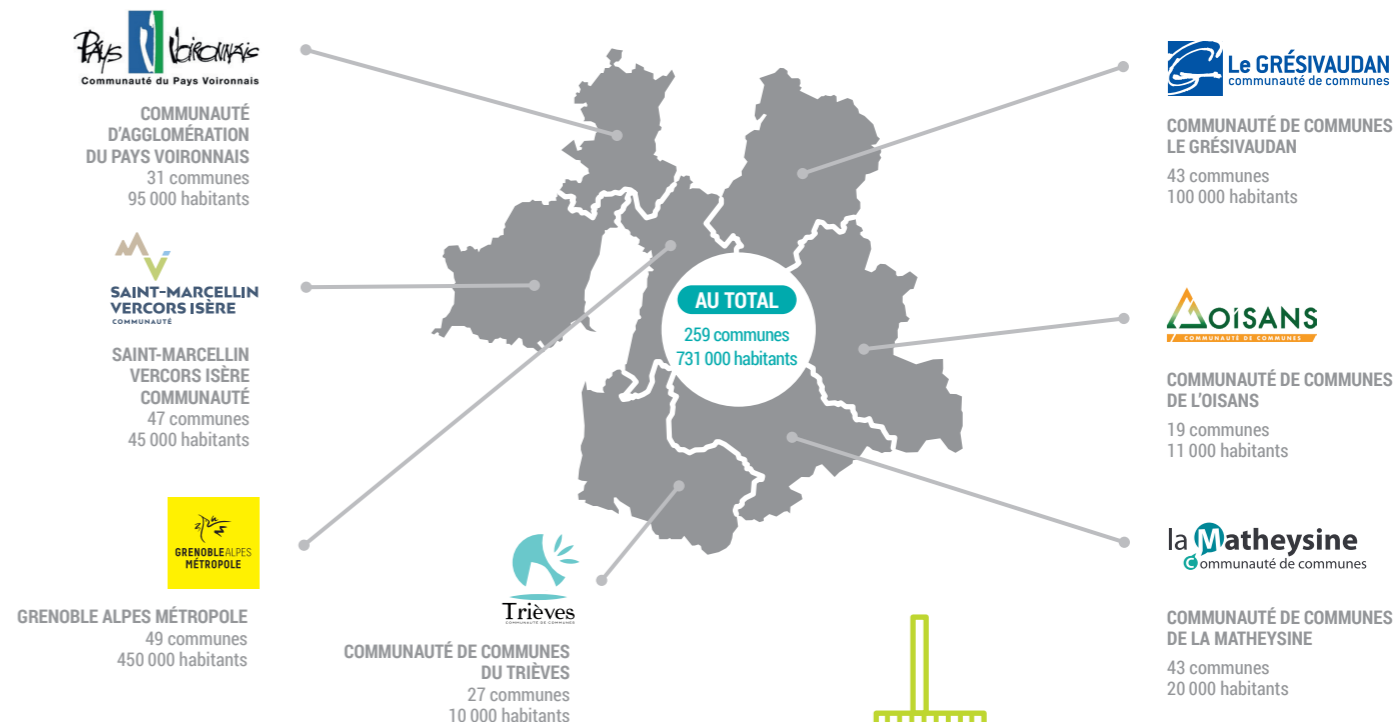 Pays Voironnais
Communauté du Pays Voironnais
COMMUNAUTÉ
D'AGGLOMÉRATION
DU PAYS VOIRONNAIS
31 communes
95 000 habitants
SAINT-MARCELLIN
VERCORS ISÈRE
COMMUNAUTÉ
SAINT-MARCELLIN
VERCORS ISÈRE
COMMUNAUTÉ
47 communes
45 000 habitants
GRENOBLEALPES
MÉTROPOLE
GRENOBLE ALPES MÉTROPOLE
49 communes
450 000 habitants
Trièves
COMMUNAUTÉ DE COMMUNES
COMMUNAUTÉ DE COMMUNES
DU TRIÈVES
27 communes
10 000 habitants
AU TOTAL
259 communes
731 000 habitants
Le GRÉSIVAUDAN
communauté de communes
COMMUNAUTÉ DE COMMUNES
LE GRÉSIVAUDAN
43 communes
100 000 habitants
OISANS
COMMUNAUTÉ DE COMMUNES
COMMUNAUTÉ DE COMMUNES
DE L'OISANS
19 communes
11 000 habitants
la Matheysine
Communauté de communes
COMMUNAUTÉ DE COMMUNES
DE LA MATHEYSINE
43 communes
20 000 habitants